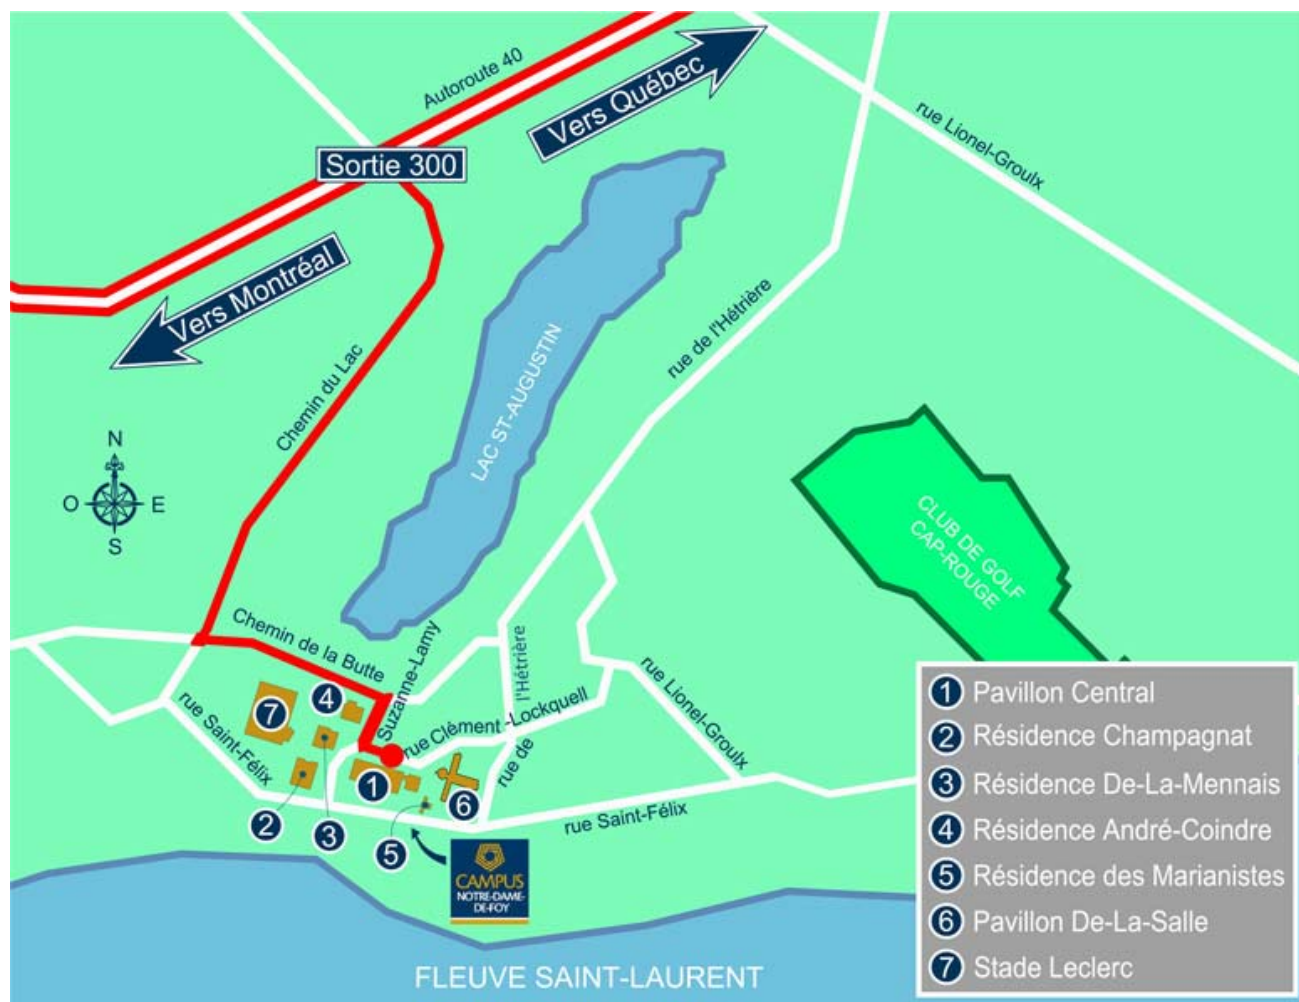 Autoroute 40
Vers Québec
Sortie 300
rue Lionel-Groulx
Vers Montréal
Chemin du Lac
LAC ST-AUGUSTIN
rue de l'Hétrière
N
O
E
S
CLUB DE GOLF
CAP-ROUGE
Chemin de la Butte
Suzanne-Lamy
l'Hétrière
rue de
rue Clèment-Lockquell
rue Lionel-Groulx
rue Saint-Félix
rue Saint-Félix
7
4
1
6
2
3
5
CAMPUS
NOTRE-DAME-
DE-FOY
FLEUVE SAINT-LAURENT
1 Pavillon Central
2 Résidence Champagnat
3 Résidence De-La-Mennais
4 Résidence André-Coindre
5 Résidence des Marianistes
6 Pavillon De-La-Salle
7 Stade Leclerc